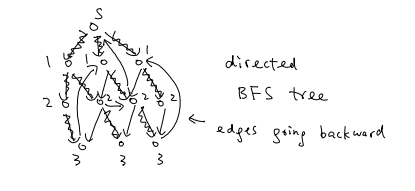 S
1 1 1
directed
2 2 2 2
BFS tree
← edges going backward
3 3 3